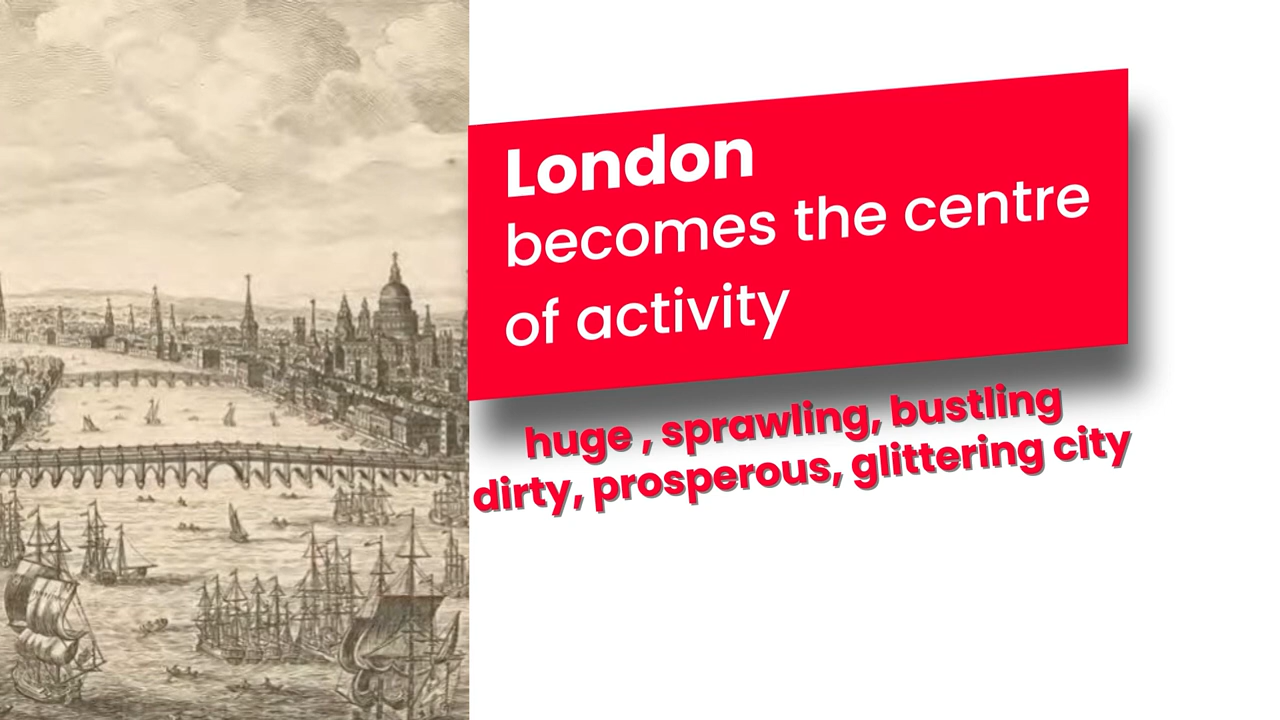 London
becomes the centre
of activity
huge , sprawling, bustling
dirty, prosperous, glittering city